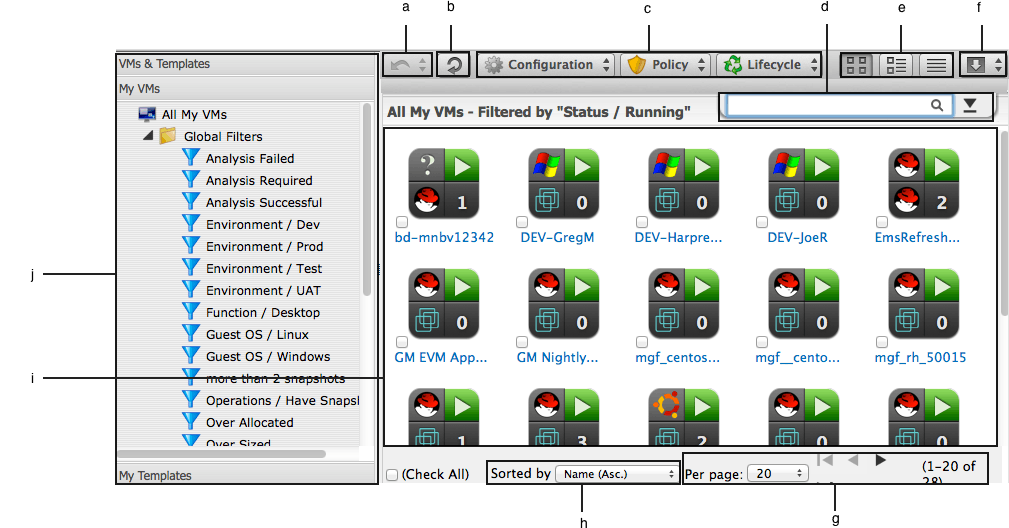 a
b
c
d
e
f
VMs & Templates
My VMs
All My VMs
Global Filters
Analysis Failed
Analysis Required
Analysis Successful
Environment / Dev
Environment / Prod
Environment / Test
Environment / UAT
Function / Desktop
Guest OS / Linux
Guest OS / Windows
more than 2 snapshots
Operations / Have Snapsl
Over Allocated
Over Sized
My Templates
j
i
Configuration
Policy
Lifecycle
All My VMs - Filtered by "Status / Running"
? 1
0
0
0
2
bd-mnbv12342
DEV-GregM
DEV-Harpre...
DEV-JoeR
EmsRefresh...
0
0
0
0
0
GM EVM App...
GM Nightly...
mgf_centos...
mgf__cento...
mgf_rh_50015
1
3
2
0
0
(Check All)
Sorted by Name (Asc.)
Per page: 20
(1-20 of 28)
h
g